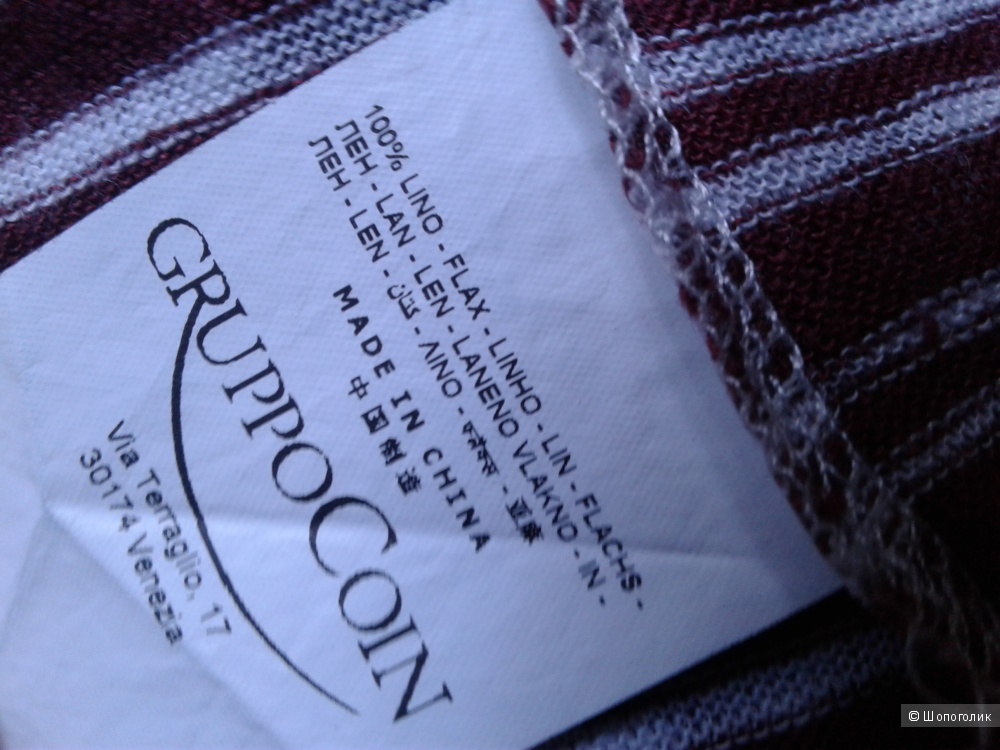 100% LINO - FLAX - LINHO - LIN - FLACHS -
ЛЕН - LAN - LEN - LANENO VLAKNO - IN -
ЛЕН - LEN - كتان - ΛΙΝΟ - - 亚麻
MADE IN CHINA
中国制造
GRUPPOCOIN
Via Terraglio, 17
30174 Venezia
© Шопоголик